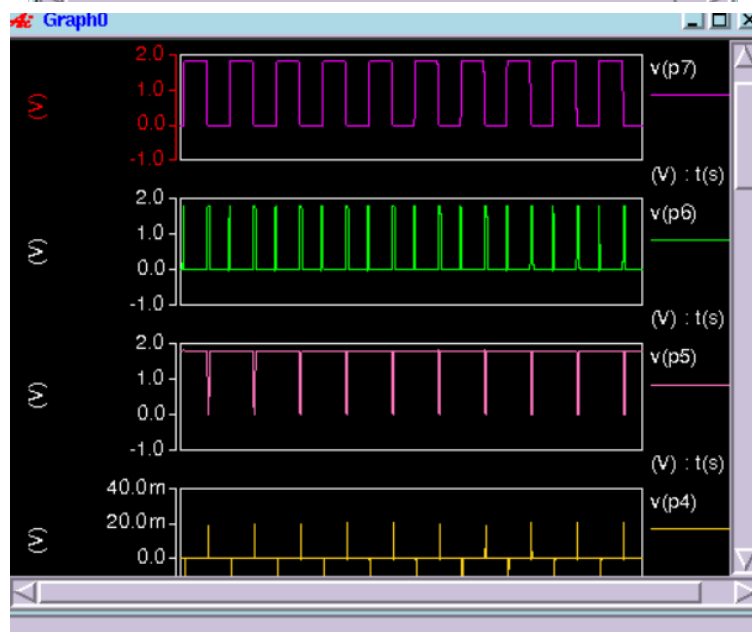 Graph0
2.0
1.0
0.0
-1.0
(V)
v(p7)
(V) : t(s)
2.0
1.0
0.0
-1.0
(V)
v(p6)
(V) : t(s)
2.0
1.0
0.0
-1.0
(V)
v(p5)
(V) : t(s)
40.0m
20.0m
0.0
(V)
v(p4)